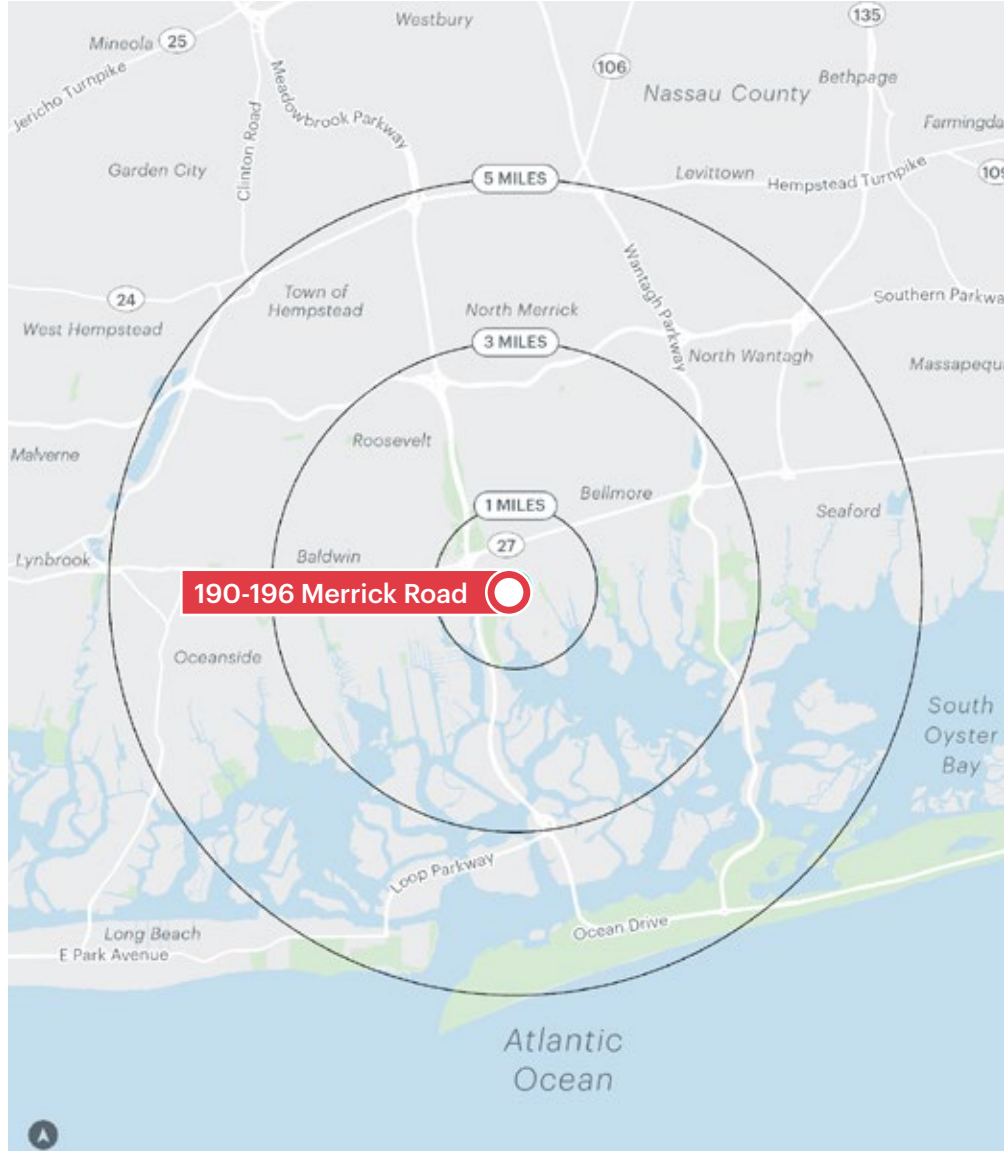 Westbury
135
Mineola
25
106
Bethpage
Jericho Turnpike
Meadowbrook Parkway
Nassau County
Clinton Road
Farmingda
Garden City
5 MILES
Levittown
Hempstead Turnpike
109
Wantagh Parkway
24
Town of
Hempstead
North Merrick
Southern Parkwa
West Hempstead
3 MILES
North Wantagh
Massapequ
Roosevelt
Malverne
1 MILES
Bellmore
Seaford
27
Lynbrook
Baldwin
190-196 Merrick Road
Oceanside
South
Oyster
Bay
Loop Parkway
Long Beach
Ocean Drive
E Park Avenue
Atlantic
Ocean